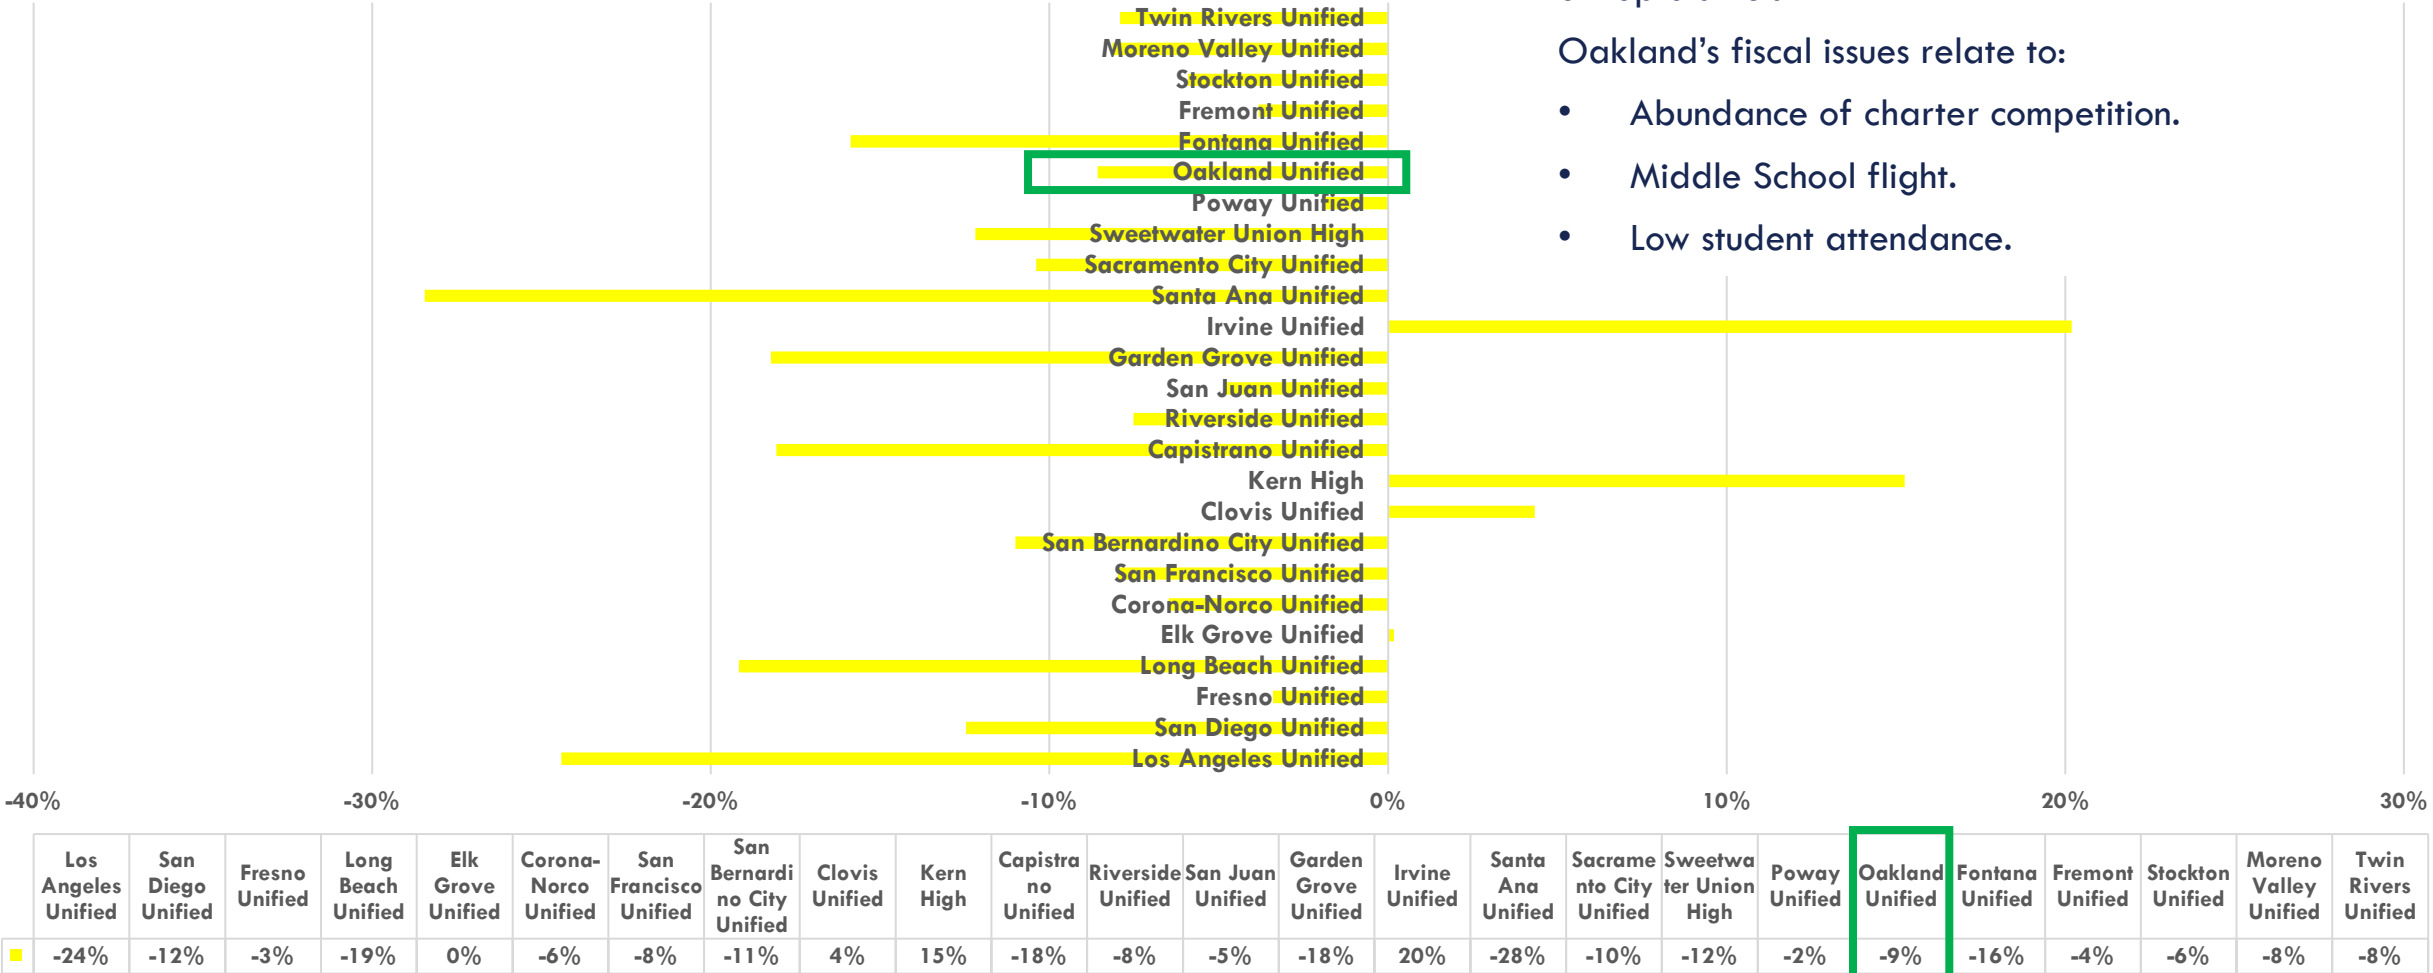 Twin Rivers Unified
Moreno Valley Unified
Stockton Unified
Fremont Unified
Fontana Unified
Oakland Unified
Poway Unified
Sweetwater Union High
Sacramento City Unified
Santa Ana Unified
Irvine Unified
Garden Grove Unified
San Juan Unified
Riverside Unified
Capistrano Unified
Kern High
Clovis Unified
San Bernardino City Unified
San Francisco Unified
Corona-Norco Unified
Elk Grove Unified
Long Beach Unified
Fresno Unified
San Diego Unified
Los Angeles Unified
Oakland's fiscal issues relate to:
• Abundance of charter competition.
• Middle School flight.
• Low student attendance.
-40% -30% -20% -10% 0% 10% 20% 30%
Los
Angeles
Unified
San
Diego
Unified
Fresno
Unified
Long
Beach
Unified
Elk
Grove
Unified
Corona-
Norco
Unified
San
Francisco
Unified
San
Bernardi
no City
Unified
Clovis
Unified
Kern
High
Capistra
no
Unified
Riverside
Unified
San Juan
Unified
Garden
Grove
Unified
Irvine
Unified
Santa
Ana
Unified
Sacrame
nto City
Unified
Sweetwa
ter Union
High
Poway
Unified
Oakland
Unified
Fontana
Unified
Fremont
Unified
Stockton
Unified
Moreno
Valley
Unified
Twin
Rivers
Unified
-24% -12% -3% -19% 0% -6% -8% -11% 4% 15% -18% -8% -5% -18% 20% -28% -10% -12% -2% -9% -16% -4% -6% -8% -8%